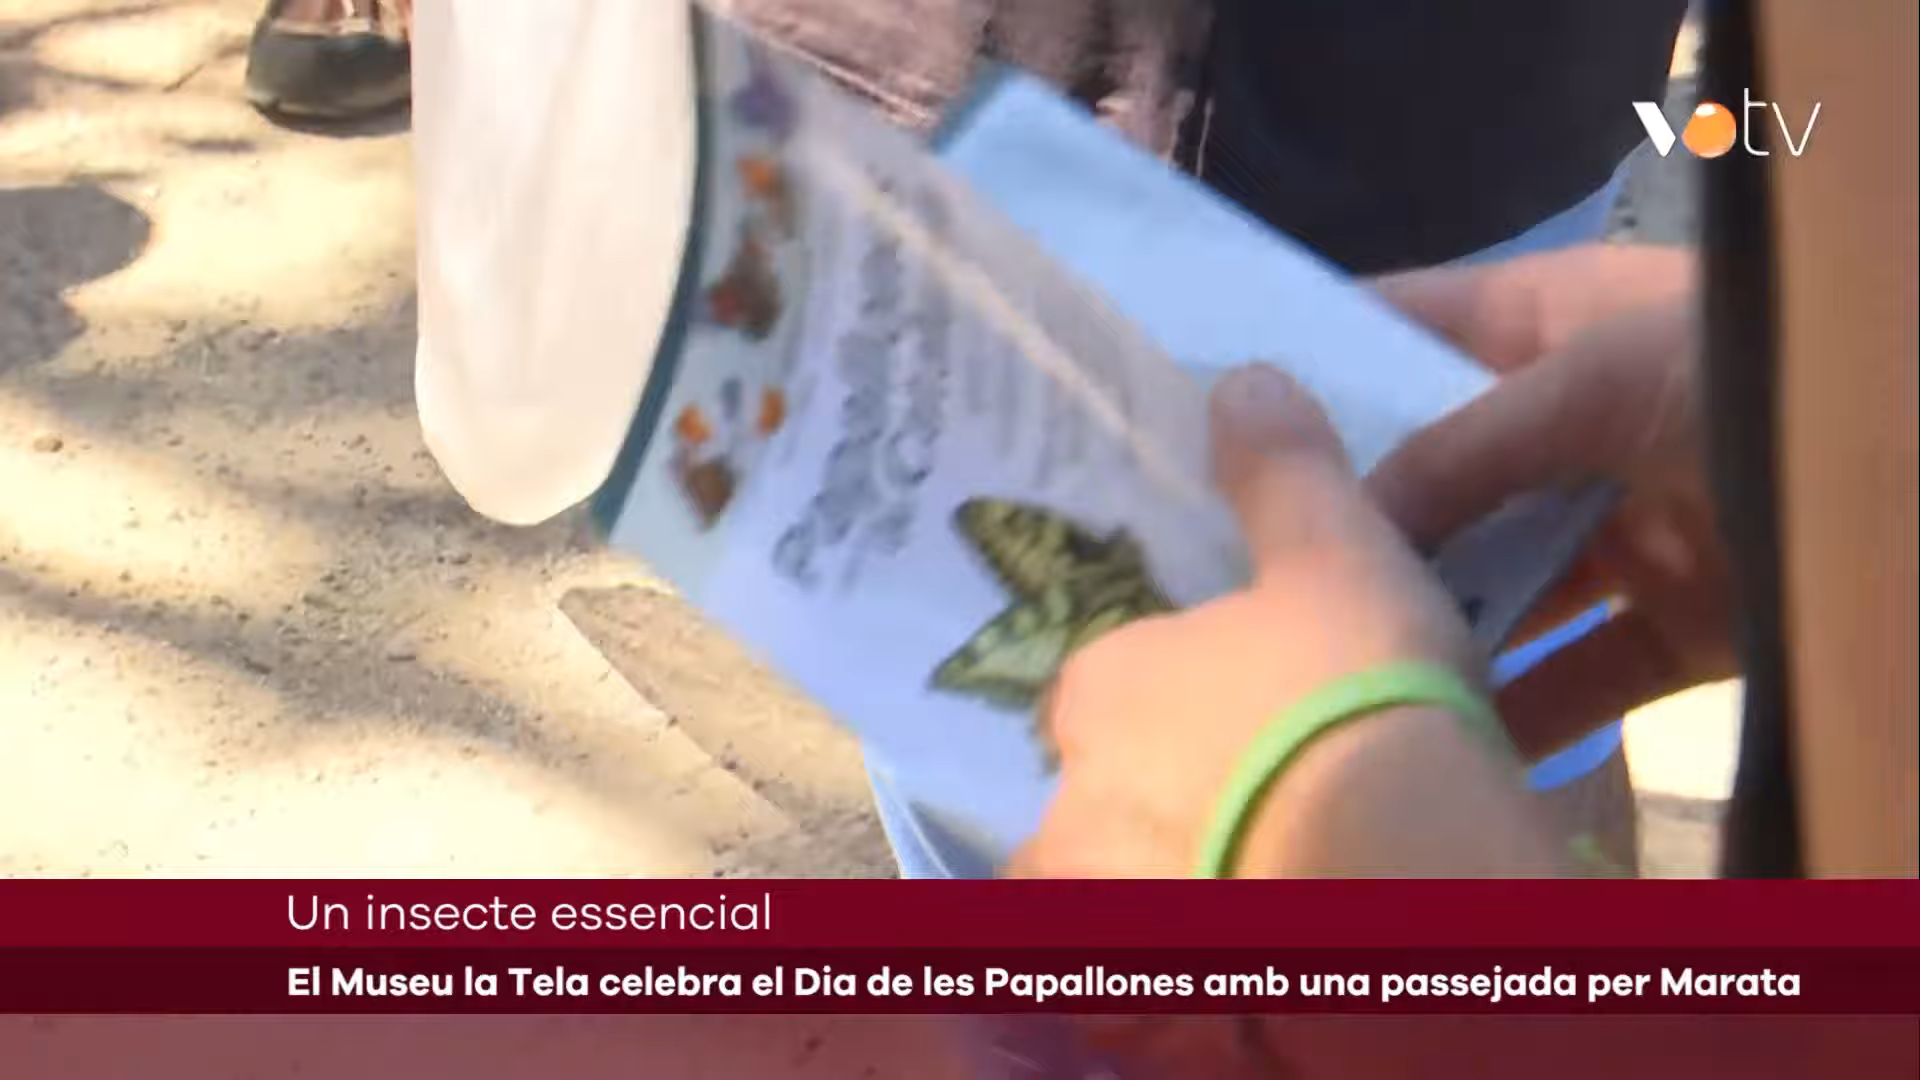 votv
Un insecte essencial
El Museu la Tela celebra el Dia de les Papallones amb una passejada per Marata